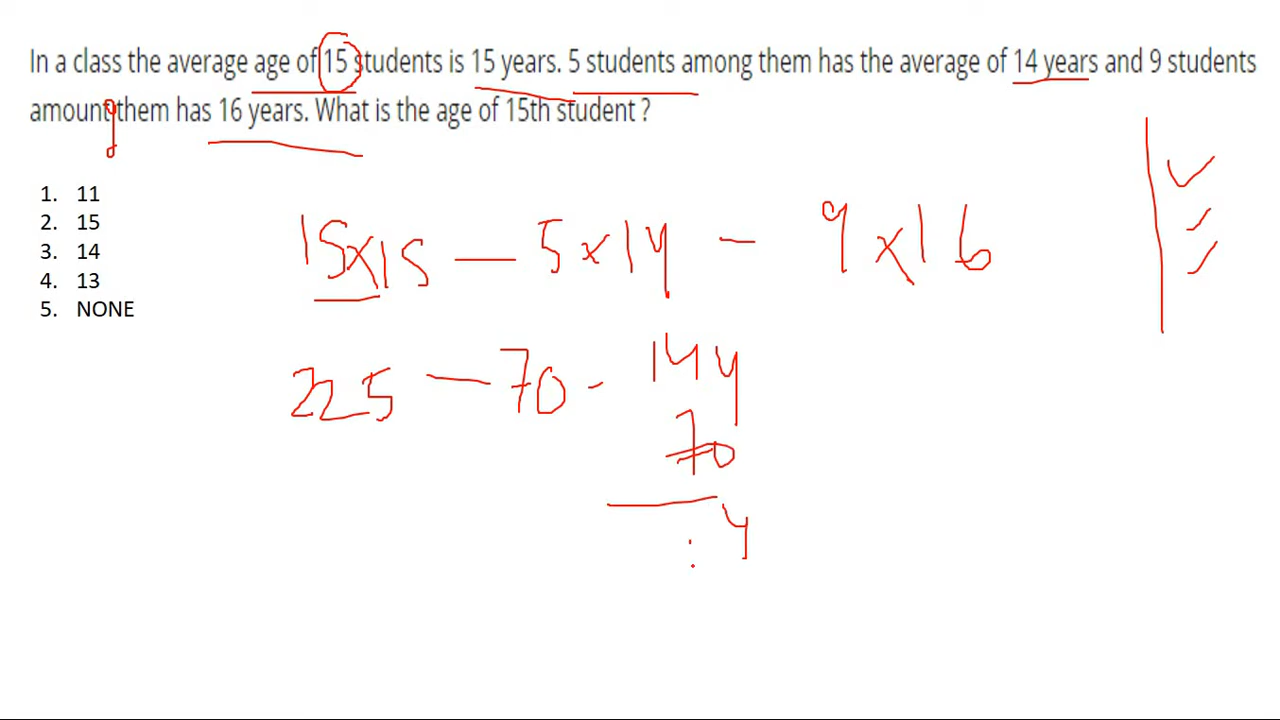 In a class the average age of 15 students is 15 years. 5 students among them has the average of 14 years and 9 students
amount them has 16 years. What is the age of 15th student ?
g
1. 11
2. 15
3. 14
4. 13
5. NONE
15x15 — 5x14 — 9x16
225 — 70 - 144
70
4